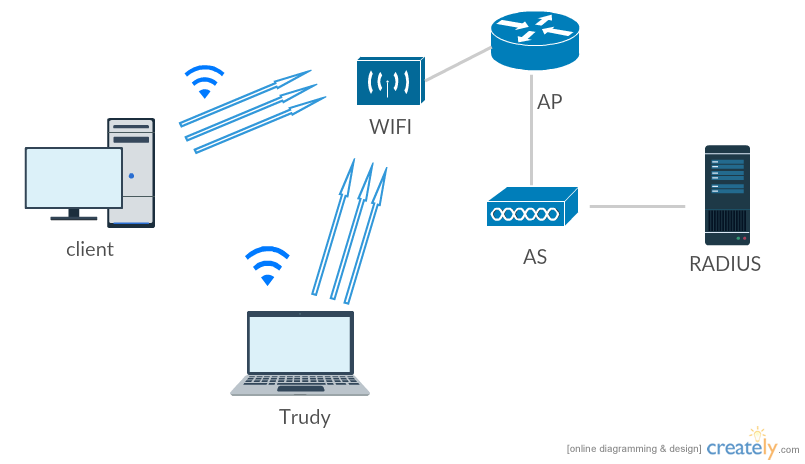 AP
WIFI
client
AS
RADIUS
Trudy
[online diagramming & design] creately.com